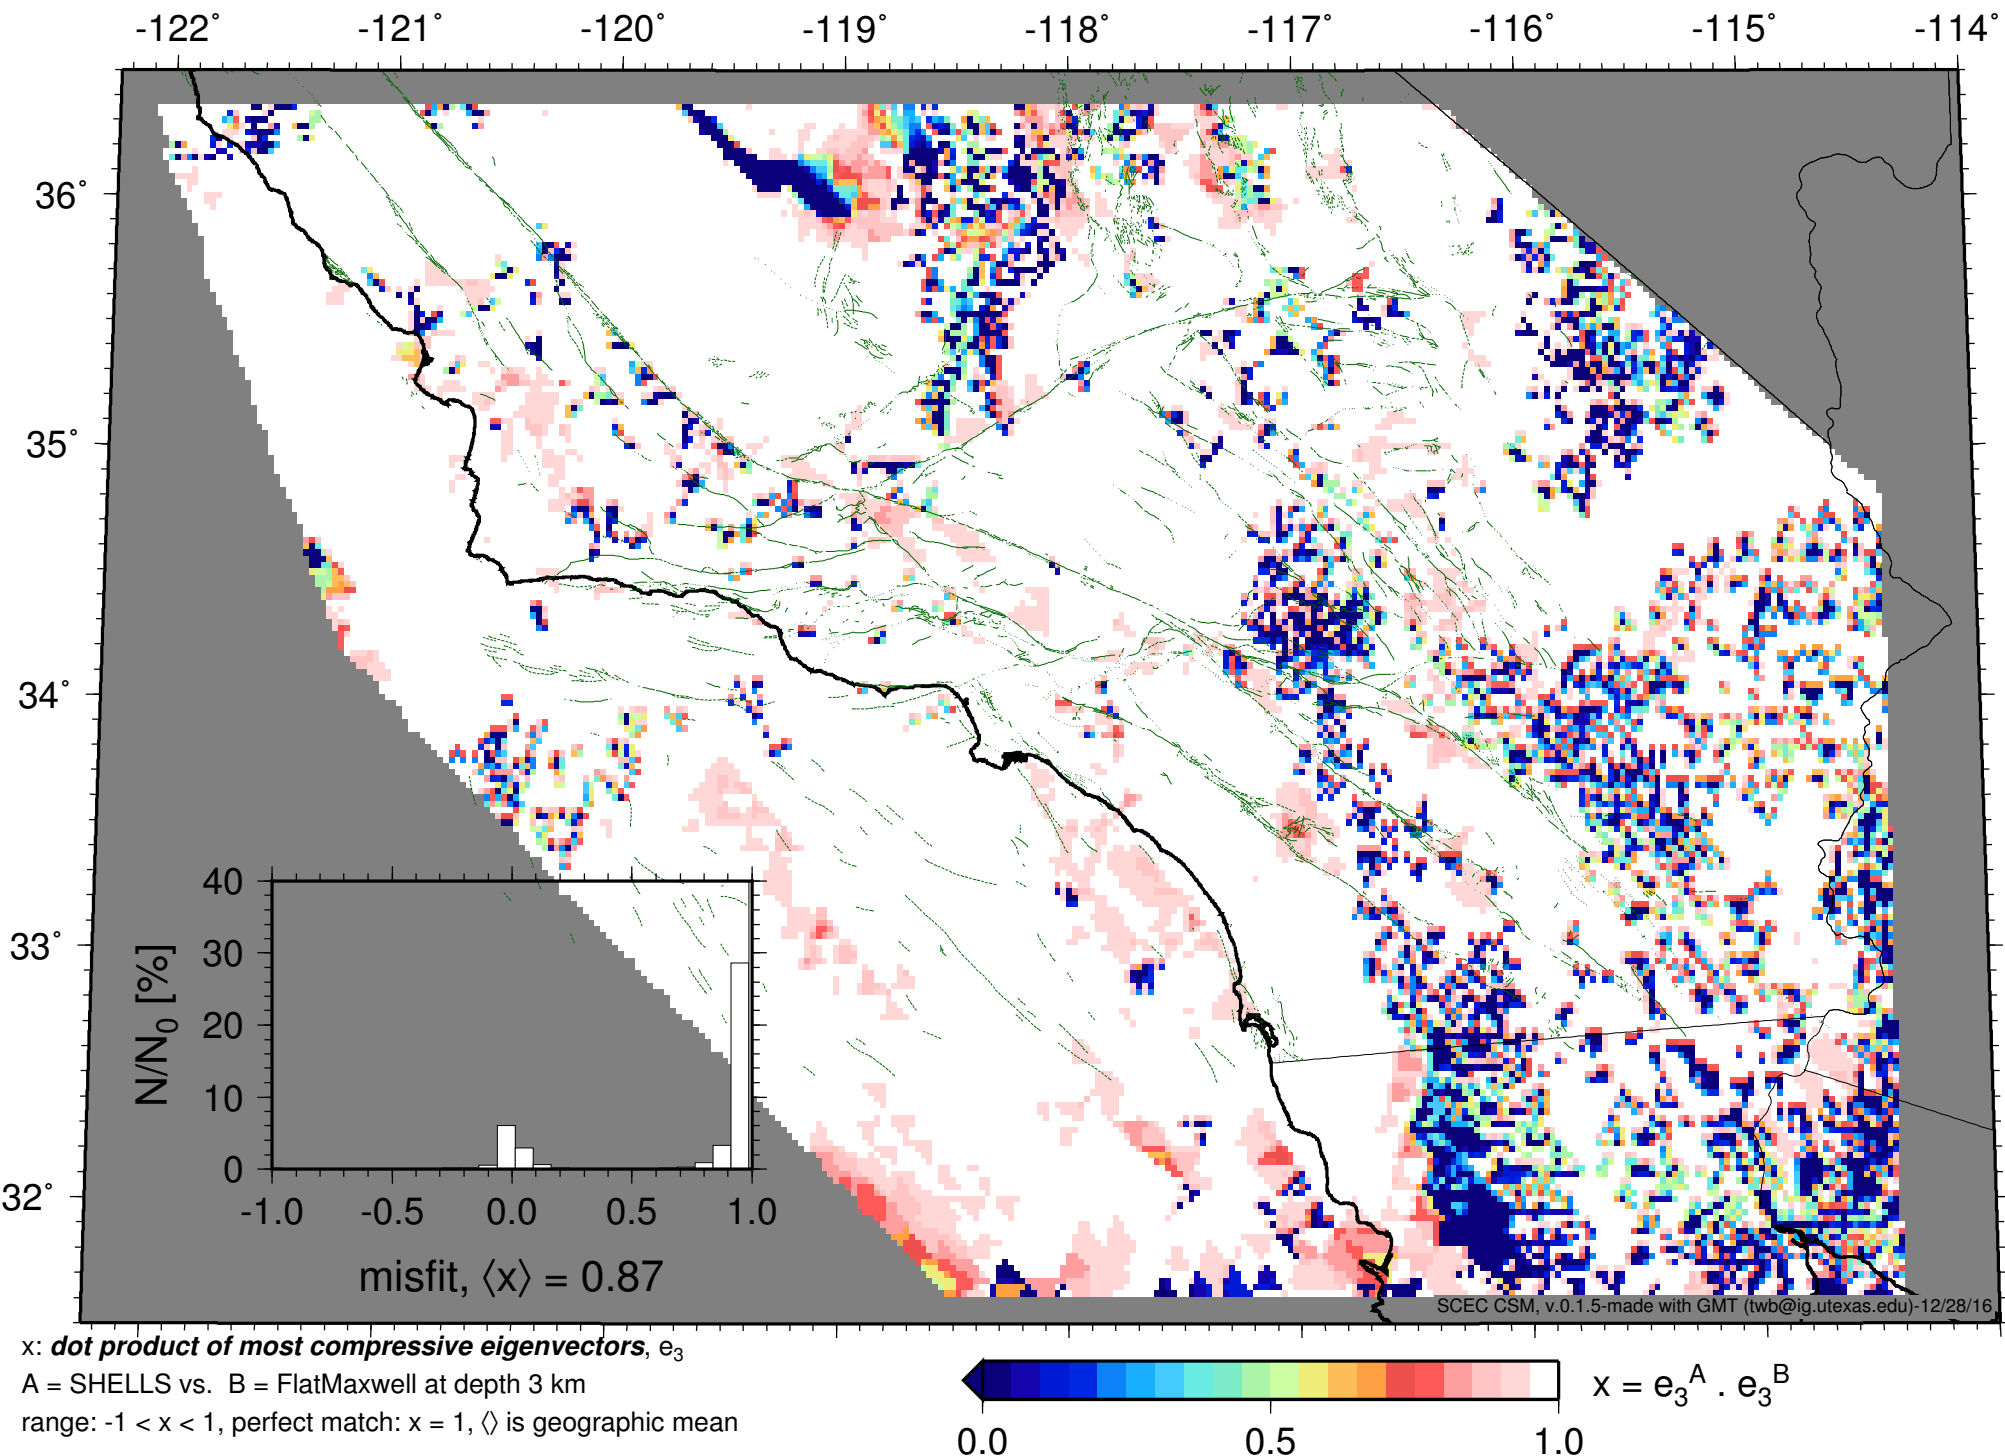 -122° -121° -120° -119° -118° -117° -116° -115° -114°
36°
35°
34°
33°
32°
40
30
20
10
0
N/N0 [%]
-1.0 -0.5 0.0 0.5 1.0
misfit, ⟨x⟩ = 0.87
SCEC CSM, v.0.1.5-made with GMT (twb@ig.utexas.edu)-12/28/16
x: dot product of most compressive eigenvectors, e3
A = SHELLS vs. B = FlatMaxwell at depth 3 km
range: -1 < x < 1, perfect match: x = 1, ⟨⟩ is geographic mean
x = e3^A . e3^B
0.0 0.5 1.0